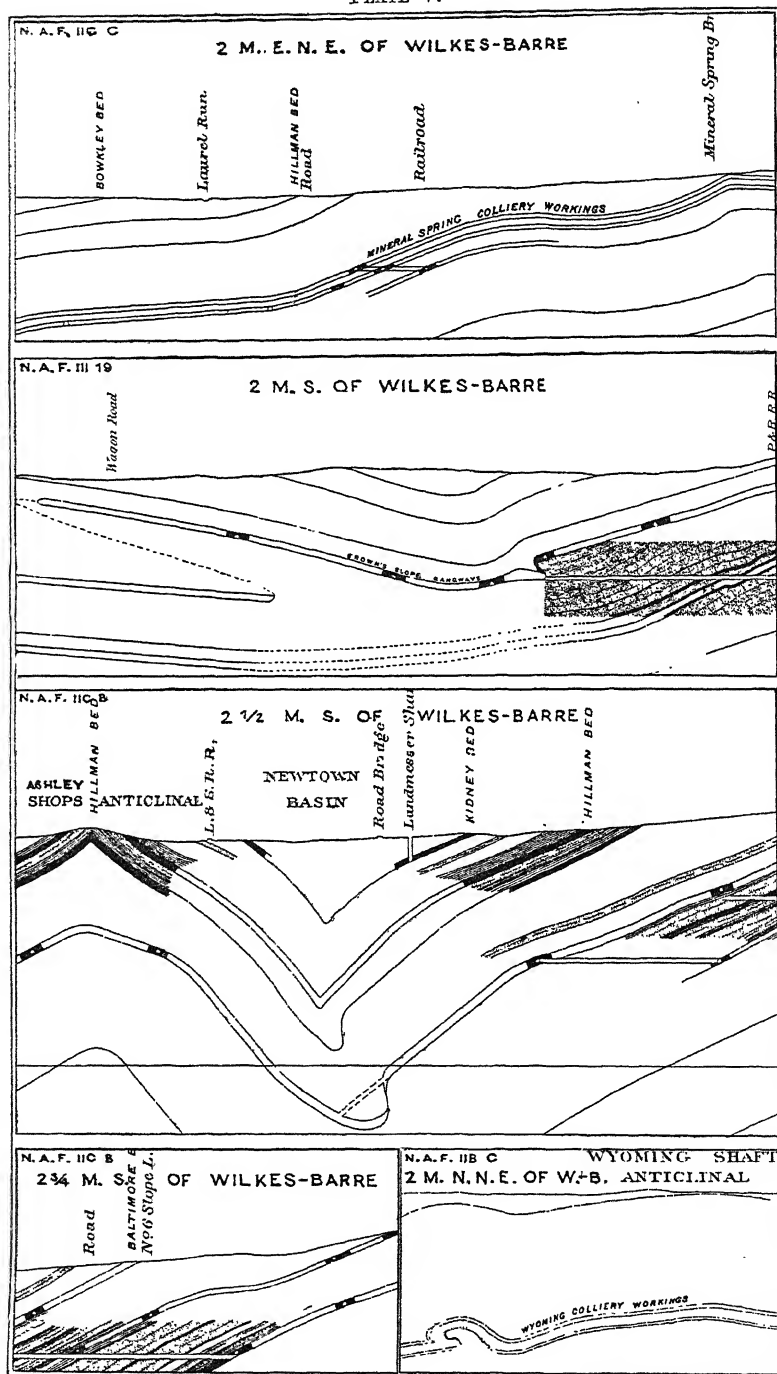 PLATE
N. A. F. IIC C
2 M. E. N. E. OF WILKES-BARRE
BOWKLEY BED
Laurel Run.
HILLMAN BED
Road
Railroad
Mineral Spring Br
MINERAL SPRING COLLIERY WORKINGS
N. A. F. III 19
2 M. S. OF WILKES-BARRE
Wagon Road
BROWN'S SLOPE GANGWAYS
N. A. F. IIC B
2 1/2 M. S. OF WILKES-BARRE
ASHLEY
SHOPS ANTICLINAL
HILLMAN BED
L. & S. R. R.,
NEWTOWN
BASIN
Road Bridge
Landmesser Shaf
KIDNEY BED
HILLMAN BED
N. A. F. IIC B
2 3/4 M. S. OF WILKES-BARRE
Road
BALTIMORE B
No 6 Slope L.
N. A. F. IIB C
WYOMING SHAFT
2 M. N. N. E. OF W.-B. ANTICLINAL
WYOMING COLLIERY WORKINGS